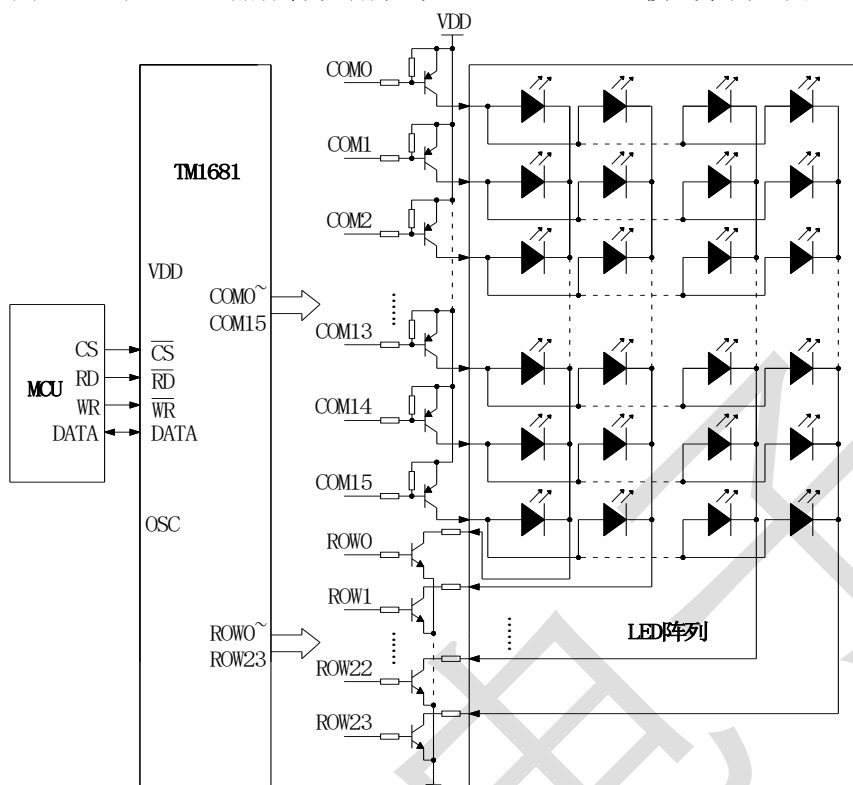 VDD
COM0
COM1
TM1681
COM2
VDD
COM0~
COM15
COM13
CS
CS
MCU
RD
RD
WR
WR
COM14
DATA
DATA
COM15
OSC
ROW0
ROW1
ROW0~
ROW23
LED阵列
ROW22
ROW23